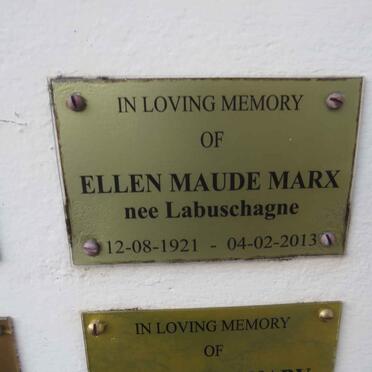 IN LOVING MEMORY
OF
ELLEN MAUDE MARX
nee Labuschagne
12-08-1921 - 04-02-2013
IN LOVING MEMORY
OF